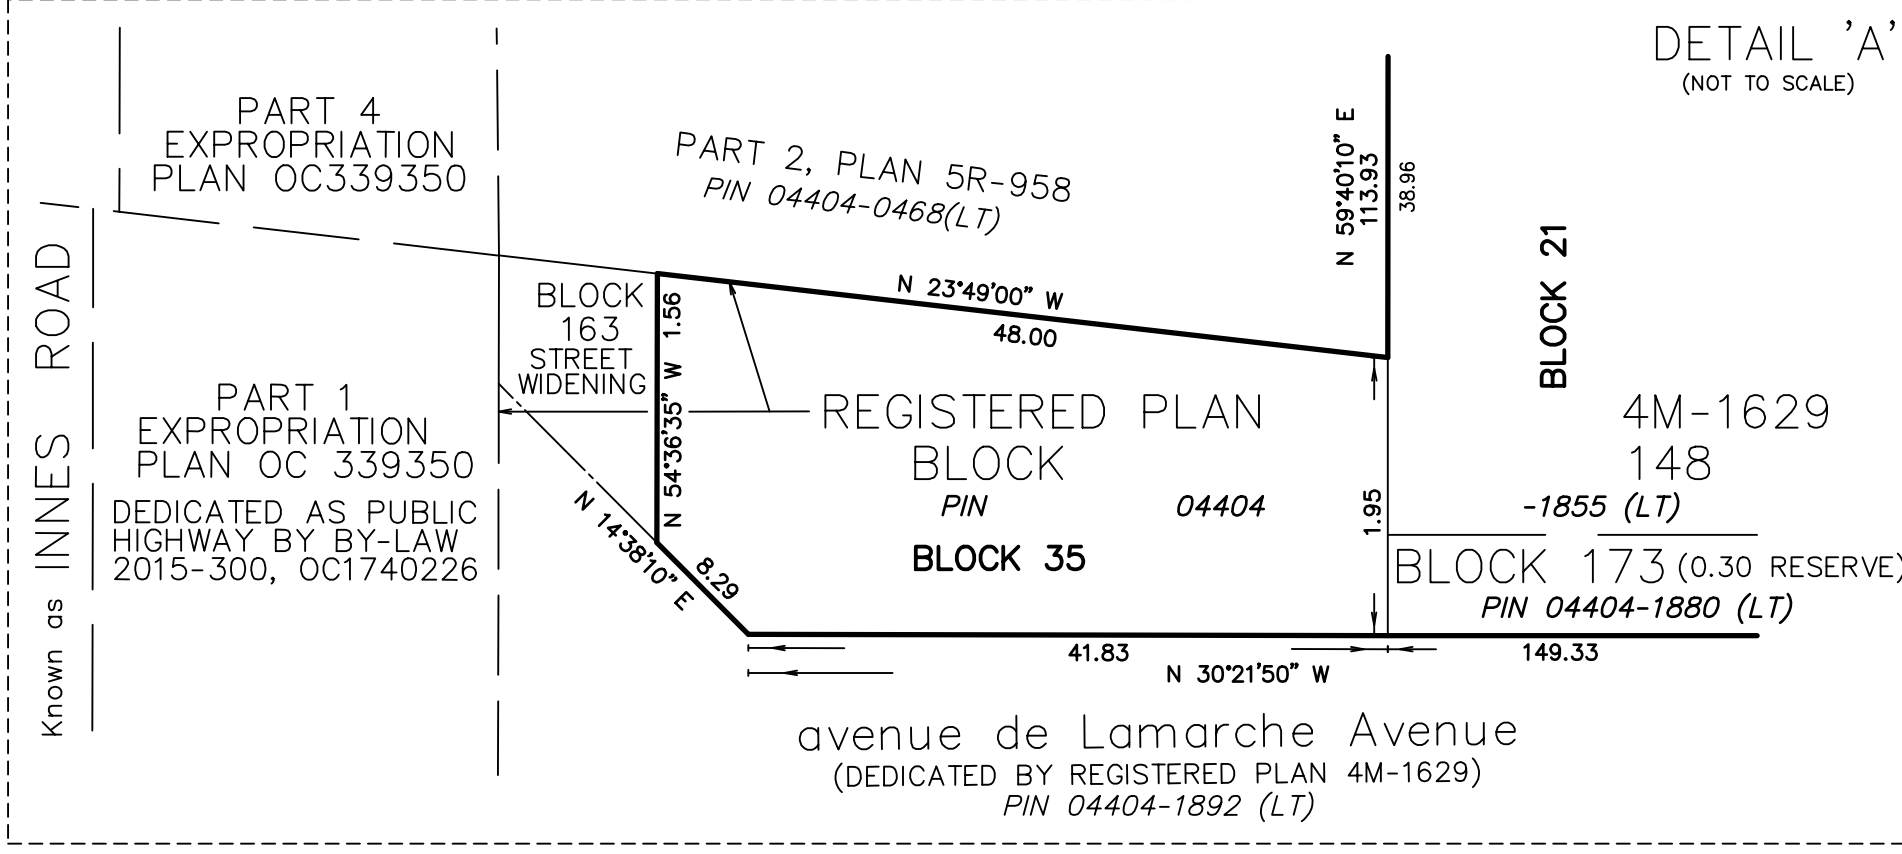 DETAIL 'A'
(NOT TO SCALE)
PART 4
EXPROPRIATION
PLAN OC339350
PART 2, PLAN 5R-958
PIN 04404-0468(LT)
N 59°40'10" E
113.93
38.96
BLOCK 21
Known as INNES ROAD
BLOCK
163
STREET
WIDENING
N 54°36'35" W 1.56
N 23°49'00" W
48.00
PART 1
EXPROPRIATION
PLAN OC 339350
DEDICATED AS PUBLIC
HIGHWAY BY BY-LAW
2015-300, OC1740226
REGISTERED PLAN 4M-1629
BLOCK 148
PIN 04404 -1855 (LT)
BLOCK 35
1.95
N 14°38'10" E
8.29
BLOCK 173 (0.30 RESERVE)
PIN 04404-1880 (LT)
41.83
149.33
N 30°21'50" W
avenue de Lamarche Avenue
(DEDICATED BY REGISTERED PLAN 4M-1629)
PIN 04404-1892 (LT)